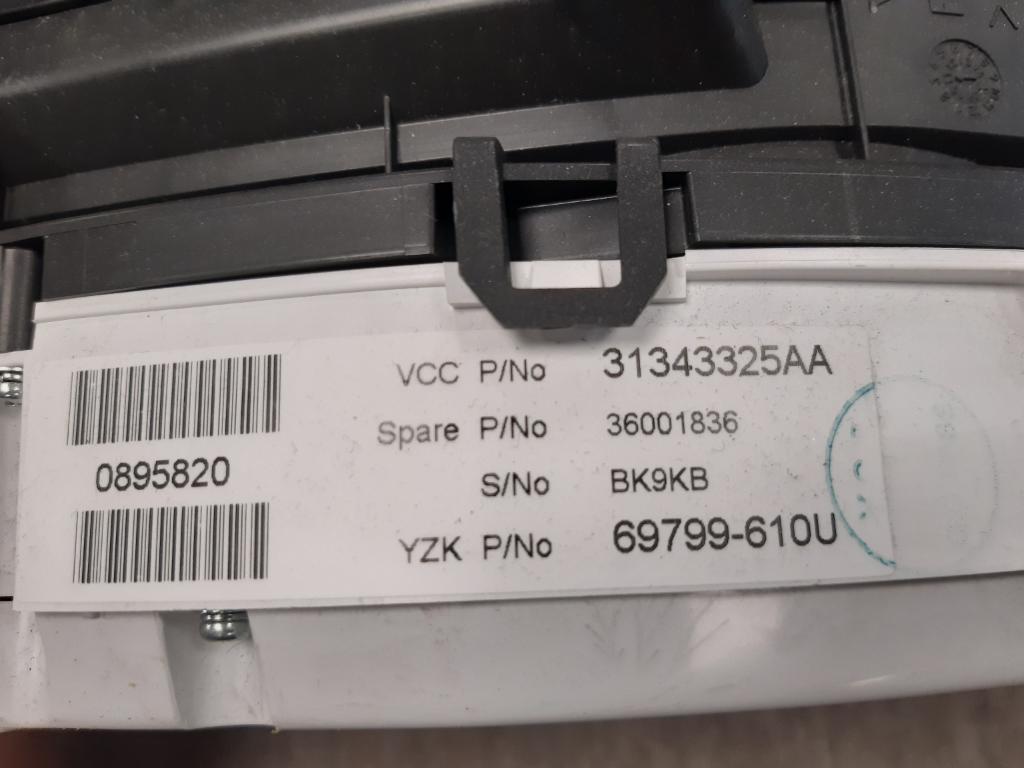 VCC P/No 31343325AA
Spare P/No 36001836
0895820
S/No BK9KB
YZK P/No 69799-610U